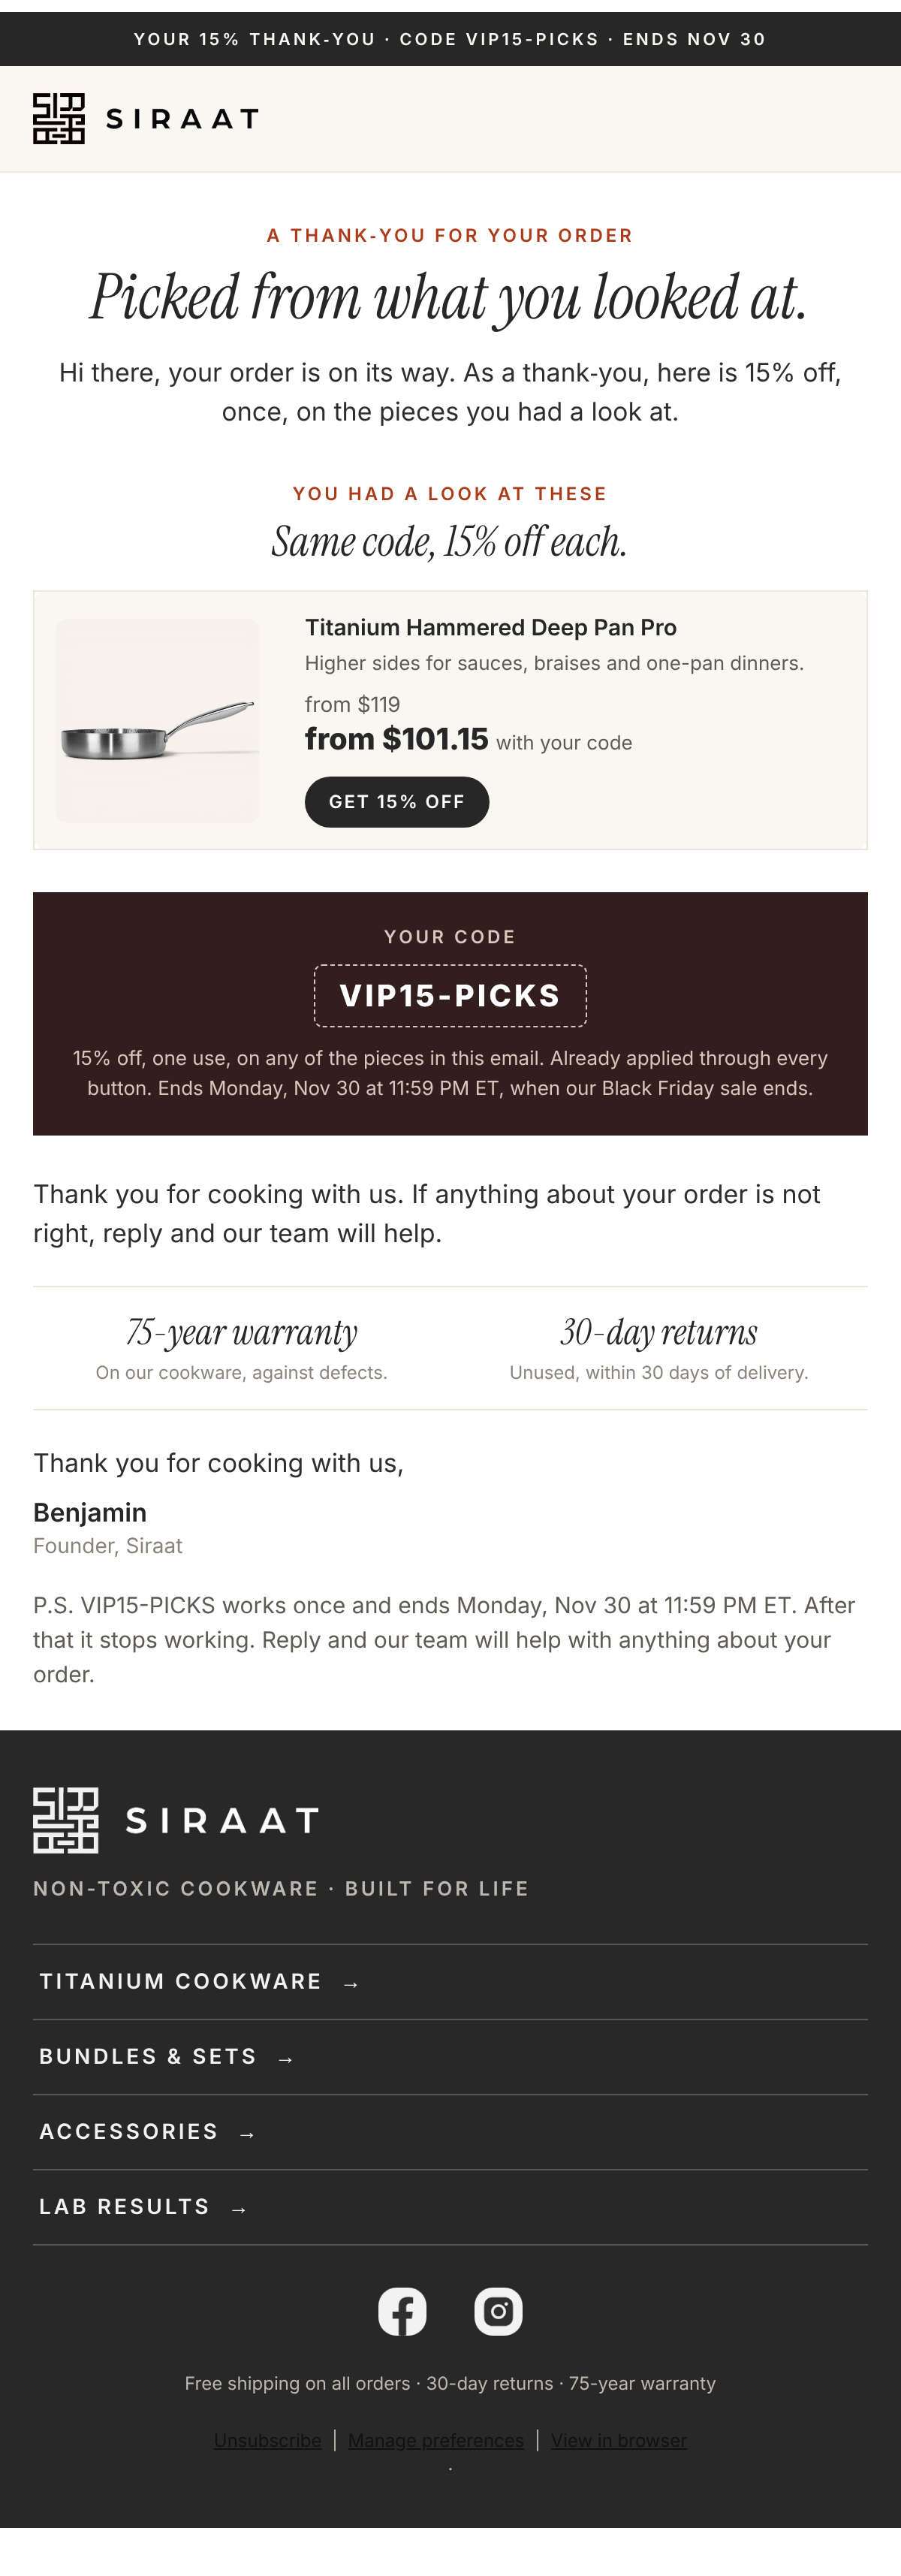 YOUR 15% THANK-YOU · CODE VIP15-PICKS · ENDS NOV 30
SIRAAT
A THANK-YOU FOR YOUR ORDER
Picked from what you looked at.
Hi there, your order is on its way. As a thank-you, here is 15% off,
once, on the pieces you had a look at.
YOU HAD A LOOK AT THESE
Same code, 15% off each.
Titanium Hammered Deep Pan Pro
Higher sides for sauces, braises and one-pan dinners.
from $119
from $101.15 with your code
GET 15% OFF
YOUR CODE
VIP15-PICKS
15% off, one use, on any of the pieces in this email. Already applied through every
button. Ends Monday, Nov 30 at 11:59 PM ET, when our Black Friday sale ends.
Thank you for cooking with us. If anything about your order is not
right, reply and our team will help.
75-year warranty
On our cookware, against defects.
30-day returns
Unused, within 30 days of delivery.
Thank you for cooking with us,
Benjamin
Founder, Siraat
P.S. VIP15-PICKS works once and ends Monday, Nov 30 at 11:59 PM ET. After
that it stops working. Reply and our team will help with anything about your
order.
SIRAAT
NON-TOXIC COOKWARE · BUILT FOR LIFE
TITANIUM COOKWARE →
BUNDLES & SETS →
ACCESSORIES →
LAB RESULTS →
Free shipping on all orders · 30-day returns · 75-year warranty
Unsubscribe | Manage preferences | View in browser
.